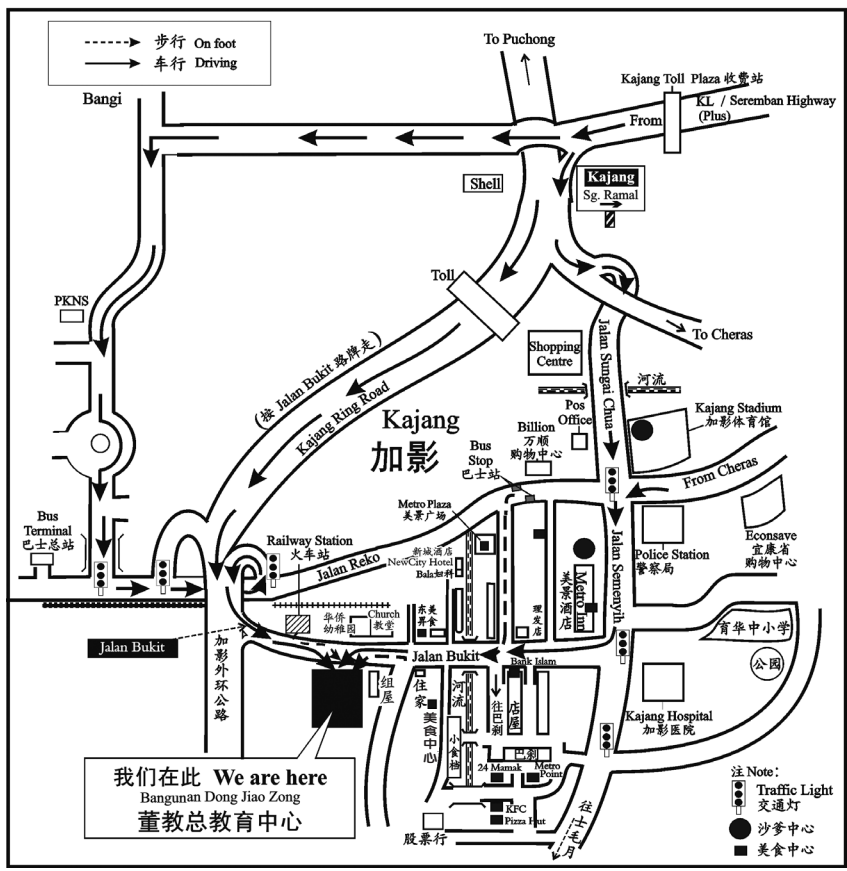 步行 On foot
车行 Driving
To Puchong
Kajang Toll Plaza 收费站
KL / Seremban Highway
(Plus)
From
Bangi
Shell
Kajang
Sg. Ramal
Toll
PKNS
To Cheras
Shopping
Centre
Jalan Sungai Chua
河流
(按 Jalan Bukit 路牌走)
Kajang Ring Road
Kajang
加影
Pos
Office
Kajang Stadium
加影体育馆
Billion
万顺
购物中心
Bus
Stop
巴士站
From Cheras
Metro Plaza
美景广场
Bus
Terminal
巴士总站
Railway Station
火车站
Jalan Reko
新城酒店
NewCity Hotel
Bala妇科
美景酒店
Metro Inn
Jalan Semenyih
Police Station
警察局
Econsave
宜康省
购物中心
华侨
幼稚园
Church
教堂
东美
昇食
理发店
育华中小学
公园
Jalan Bukit
加影外环公路
Jalan Bukit
Bank Islam
组屋
住家
河流
往巴刹
店屋
美食中心
小食档
巴刹
Kajang Hospital
加影医院
24 Mamak
Metro
Point
KFC
Pizza Hut
股票行
往士毛月
我们在此 We are here
Bangunan Dong Jiao Zong
董教总教育中心
注 Note:
Traffic Light
交通灯
沙爹中心
美食中心